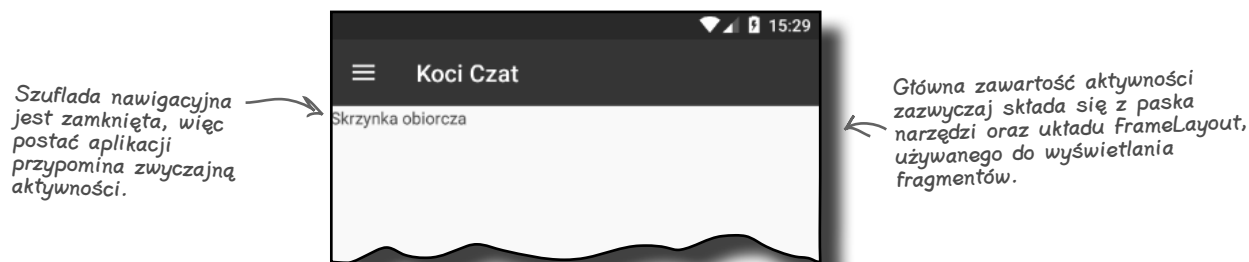 15:29
Koci Czat
Skrzynka obiorcza
Szuflada nawigacyjna
jest zamknięta, więc
postać aplikacji
przypomina zwyczajną
aktywności.
Główna zawartość aktywności
zazwyczaj składa się z paska
narzędzi oraz układu FrameLayout,
używanego do wyświetlania
fragmentów.